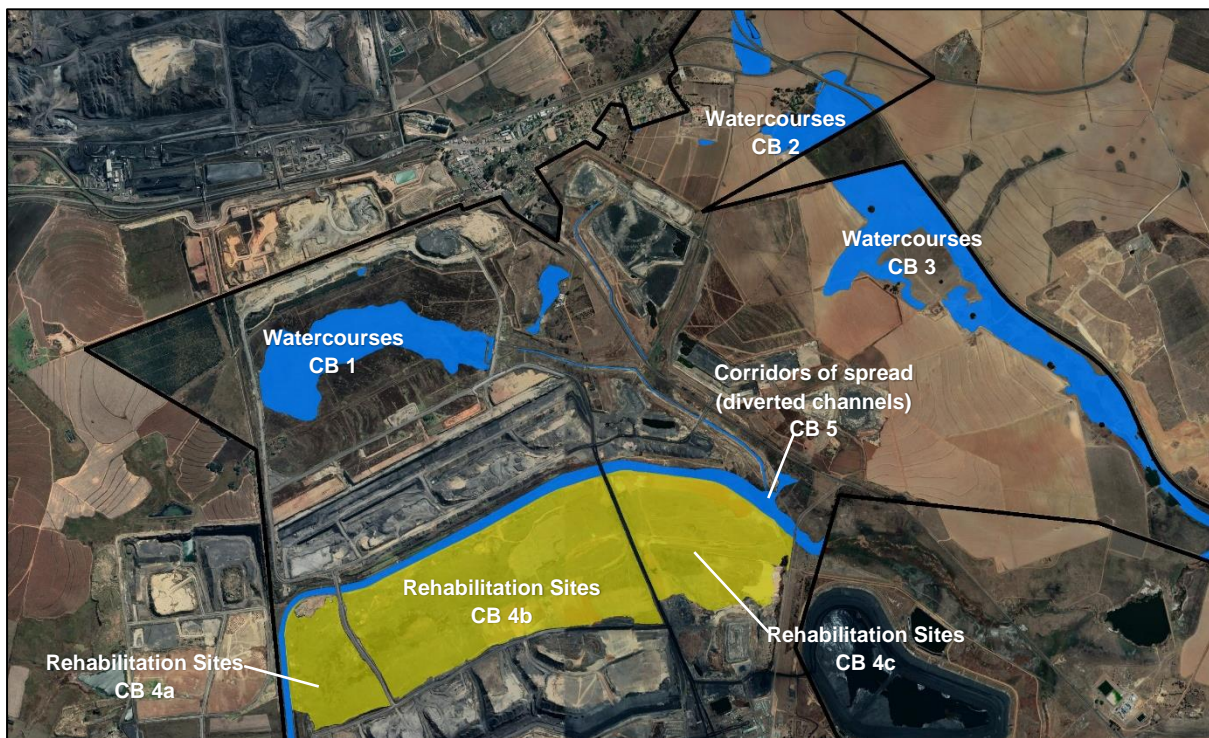 Watercourses
CB 2
Watercourses
CB 3
Watercourses
CB 1
Corridors of spread
(diverted channels)
CB 5
Rehabilitation Sites
CB 4b
Rehabilitation Sites
CB 4c
Rehabilitation Sites
CB 4a